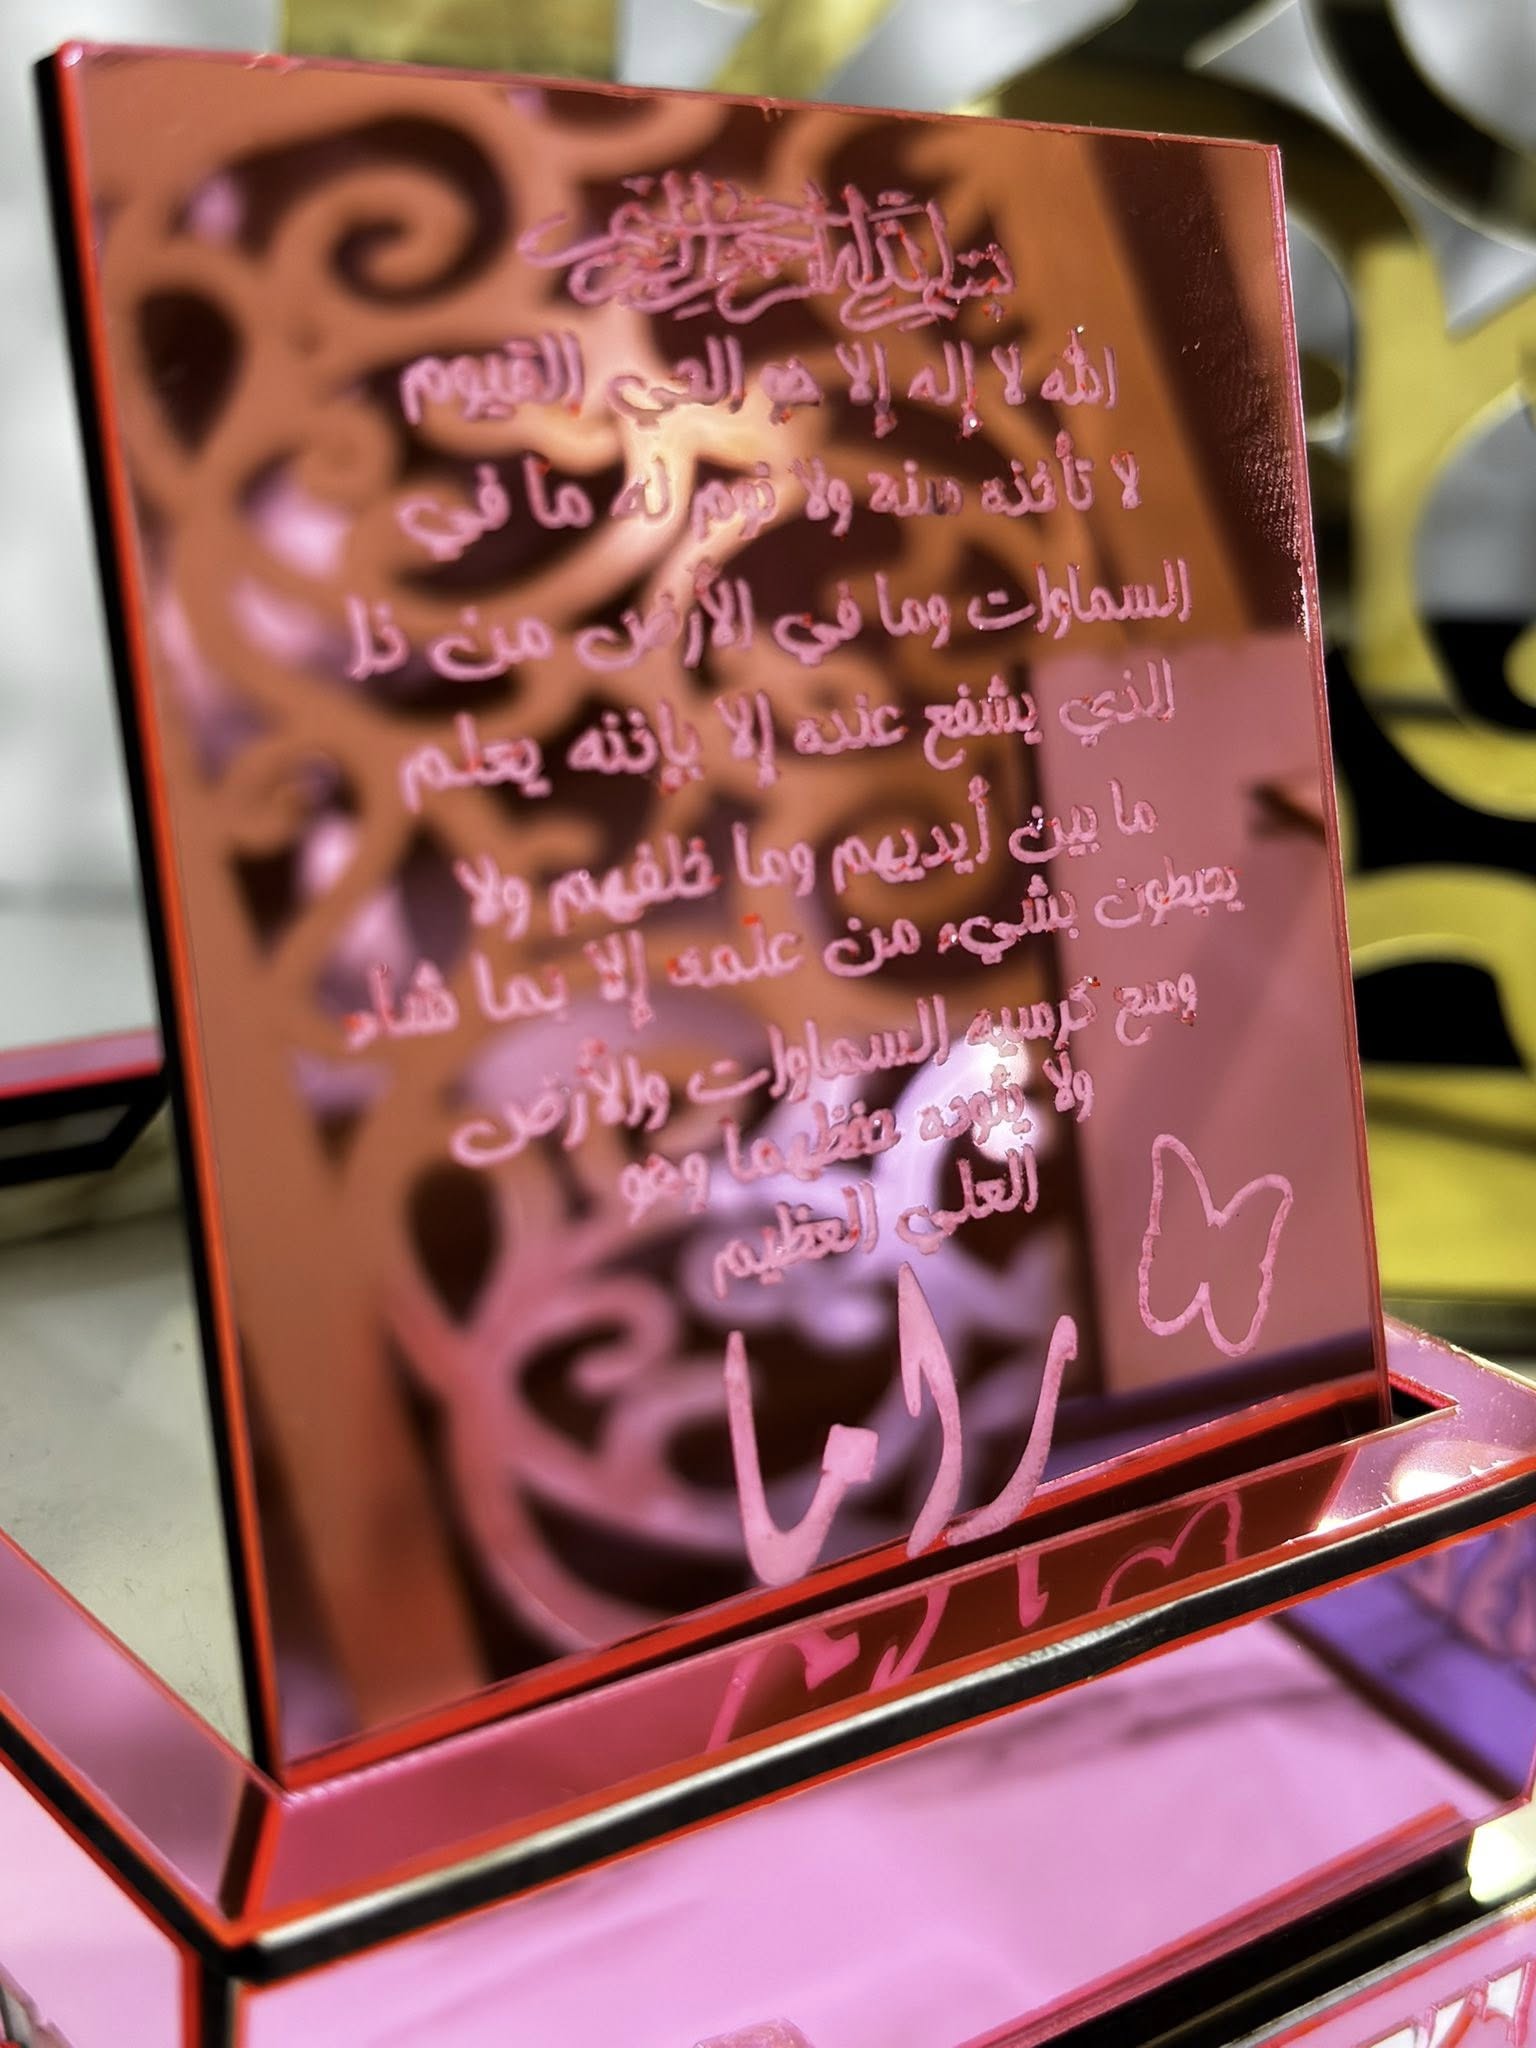 بسم الله الرحمن الرحيم
الله لا إله إلا هو الحي القيوم
لا تأخذه سنه ولا نوم له ما في
السماوات وما في الأرض من ذا
الذي يشفع عنده إلا بإذنه يعلم
ما بين أيديهم وما خلفهم ولا
يحيطون بشيء من علمه إلا بما شاء
وسع كرسيه السماوات والأرض
ولا يئوده حفظهما وهو
العلي العظيم
راما